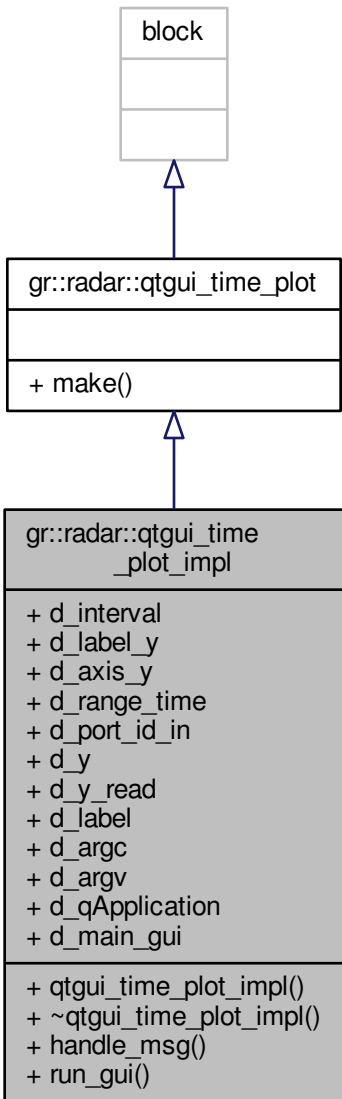 block
gr::radar::qtgui_time_plot
+ make()
gr::radar::qtgui_time
_plot_impl
+ d_interval
+ d_label_y
+ d_axis_y
+ d_range_time
+ d_port_id_in
+ d_y
+ d_y_read
+ d_label
+ d_argc
+ d_argv
+ d_qApplication
+ d_main_gui
+ qtgui_time_plot_impl()
+ ~qtgui_time_plot_impl()
+ handle_msg()
+ run_gui()